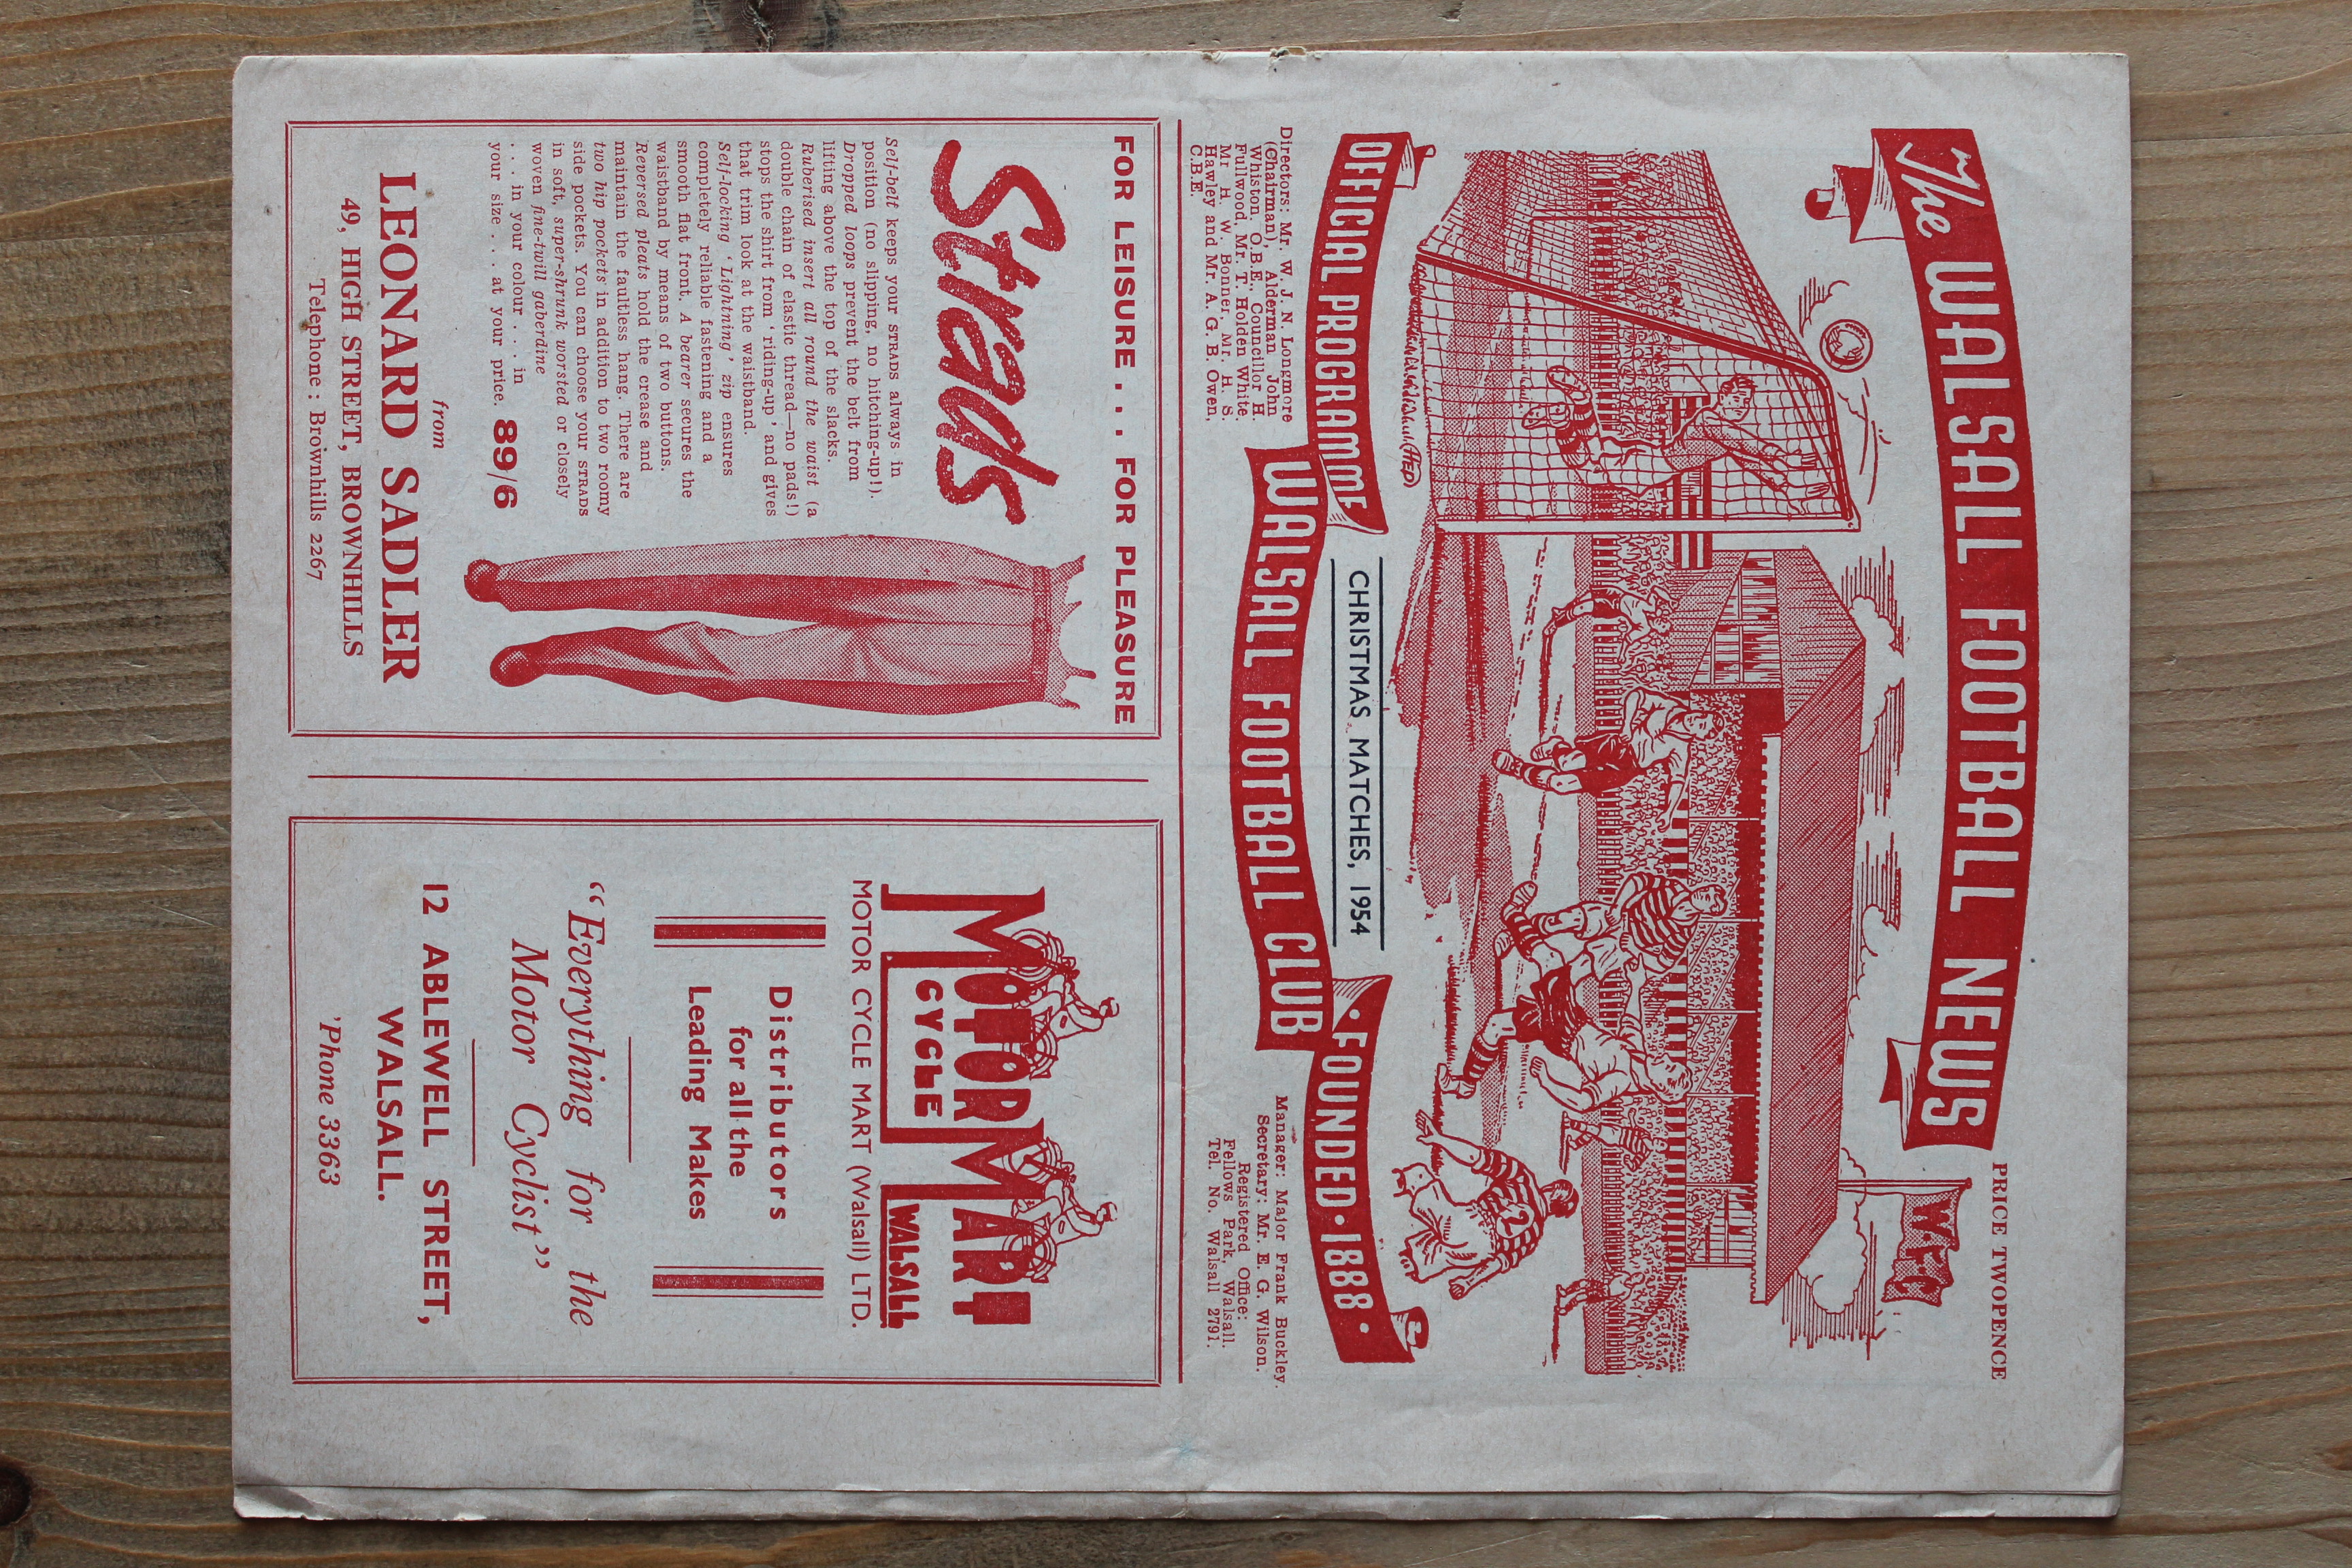 The WALSALL FOOTBALL NEWS
PRICE TWOPENCE
W.F.C
2
OFFICIAL PROGRAMME
CHRISTMAS MATCHES, 1954
WALSALL FOOTBALL CLUB
• FOUNDED • 1888 •
Directors: Mr. W. J. N. Longmore
(Chairman), Alderman John
Whiston, O.B.E., Councillor H.
Fullwood, Mr. T. Holden White,
Mr. H. W. Bonner, Mr. H. S.
Hawley and Mr. A. G. B. Owen,
C.B.E.
Manager: Major Frank Buckley.
Secretary: Mr. E. G. Wilson.
Registered Office:
Fellows Park, Walsall.
Tel. No. Walsall 2791.
FOR LEISURE . . . FOR PLEASURE
Strads
Self-belt keeps your STRADS always in
position (no slipping, no hitching-up!).
Dropped loops prevent the belt from
lifting above the top of the slacks.
Ruberised insert all round the waist (a
double chain of elastic thread—no pads!)
stops the shirt from ‘ riding-up ’ and gives
that trim look at the waistband.
Self-locking ‘ Lightning ’ zip ensures
completely reliable fastening and a
smooth flat front. A bearer secures the
waistband by means of two buttons.
Reversed pleats hold the crease and
maintain the faultless hang. There are
two hip pockets in addition to two roomy
side pockets. You can choose your STRADS
in soft, super-shrunk worsted or closely
woven fine-twill gaberdine
. . . in your colour . . . in
your size . . . at your price. 89/6
from
LEONARD SADLER
49, HIGH STREET, BROWNHILLS
Telephone : Brownhills 2267
MOTOR MART
CYCLE
WALSALL
MOTOR CYCLE MART (Walsall) LTD.
Distributors
for all the
Leading Makes
“Everything for the
Motor Cyclist”
12 ABLEWELL STREET,
WALSALL.
'Phone 3363